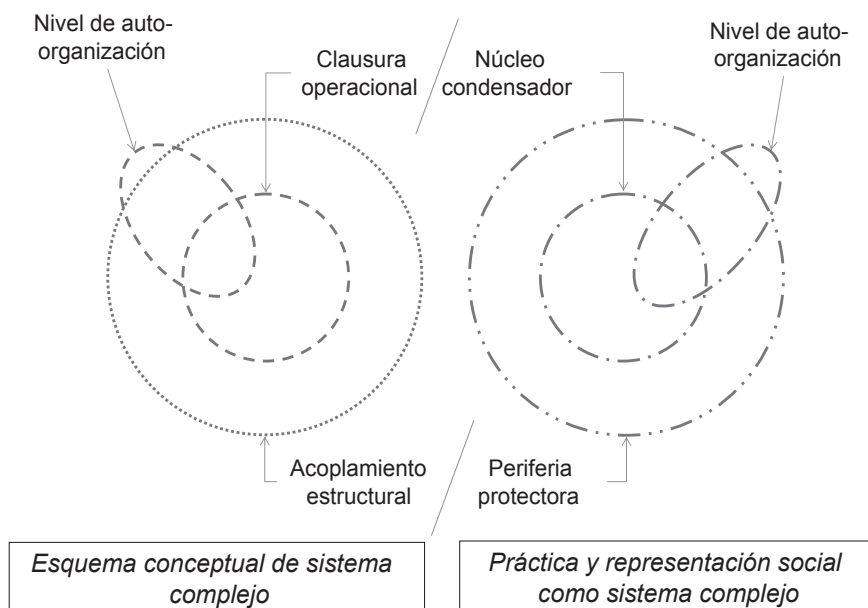 Nivel de auto-
organización
Clausura
operacional
Núcleo
condensador
Nivel de auto-
organización
Acoplamiento
estructural
Periferia
protectora
Esquema conceptual de sistema
complejo
Práctica y representación social
como sistema complejo